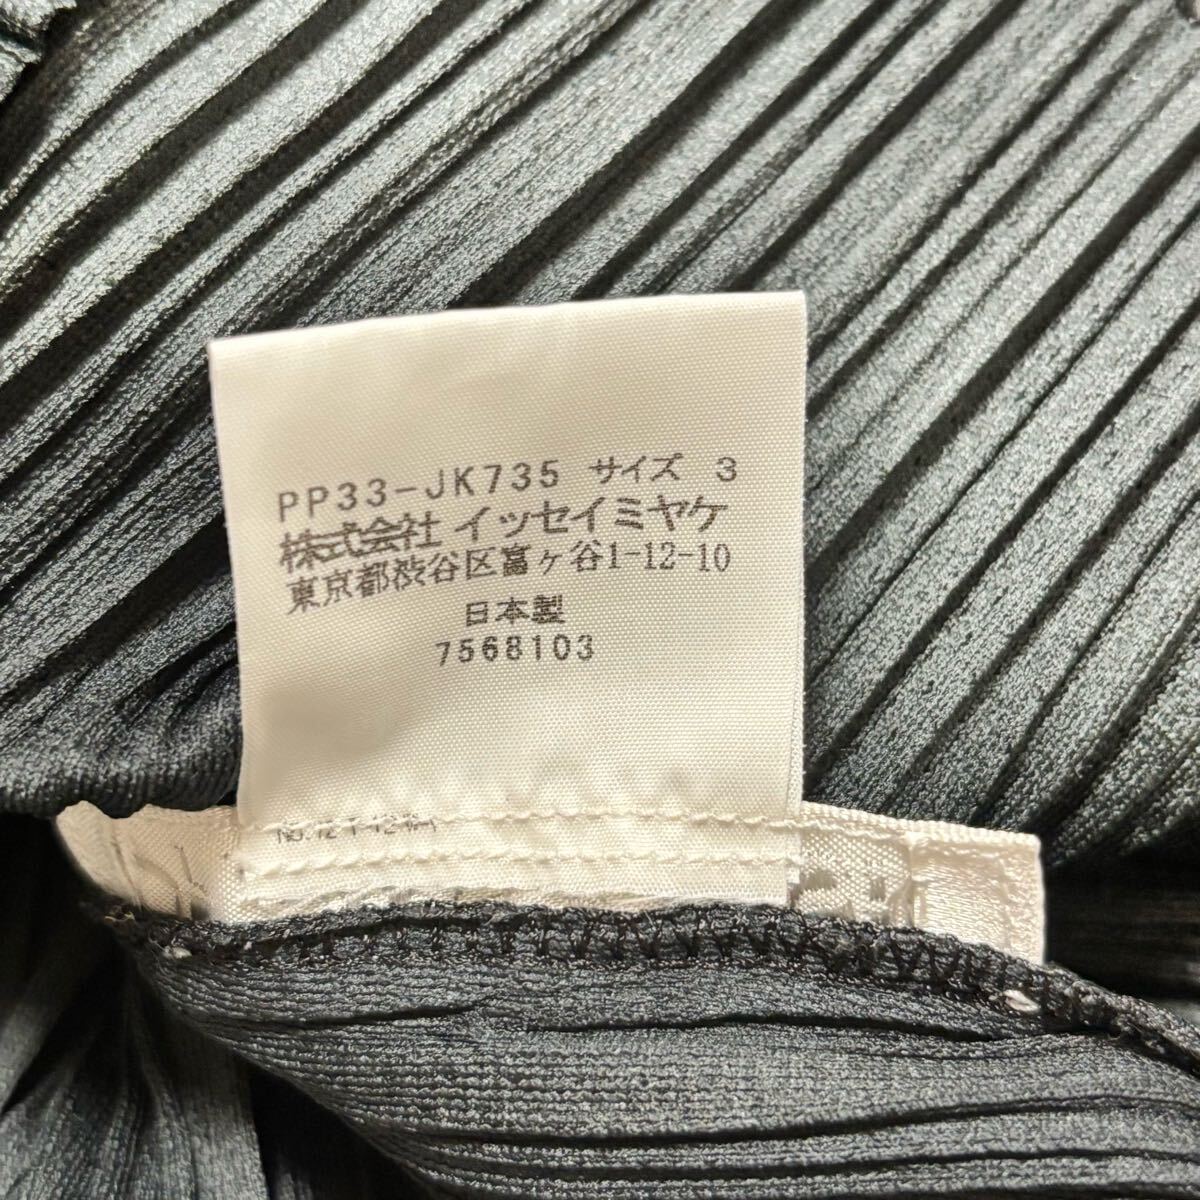 PP33-JK735 サイズ 3
株式会社 イッセイミヤケ
東京都渋谷区富ヶ谷1-12-10
日本製
7568103